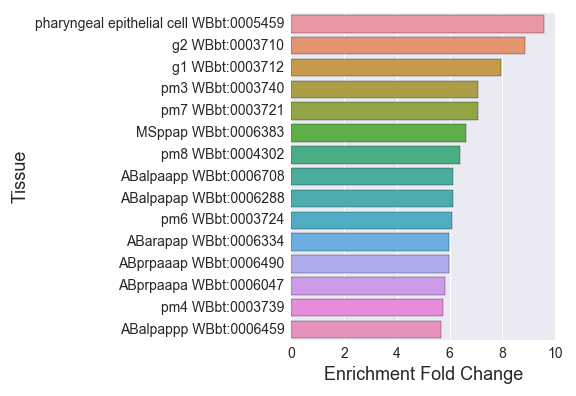 pharyngeal epithelial cell WBbt:0005459
g2 WBbt:0003710
g1 WBbt:0003712
pm3 WBbt:0003740
pm7 WBbt:0003721
MSppap WBbt:0006383
pm8 WBbt:0004302
ABalpaapp WBbt:0006708
ABalpapap WBbt:0006288
pm6 WBbt:0003724
ABarapap WBbt:0006334
ABprpaaap WBbt:0006490
ABprpaapa WBbt:0006047
pm4 WBbt:0003739
ABalpappp WBbt:0006459
Tissue
0 2 4 6 8 10
Enrichment Fold Change